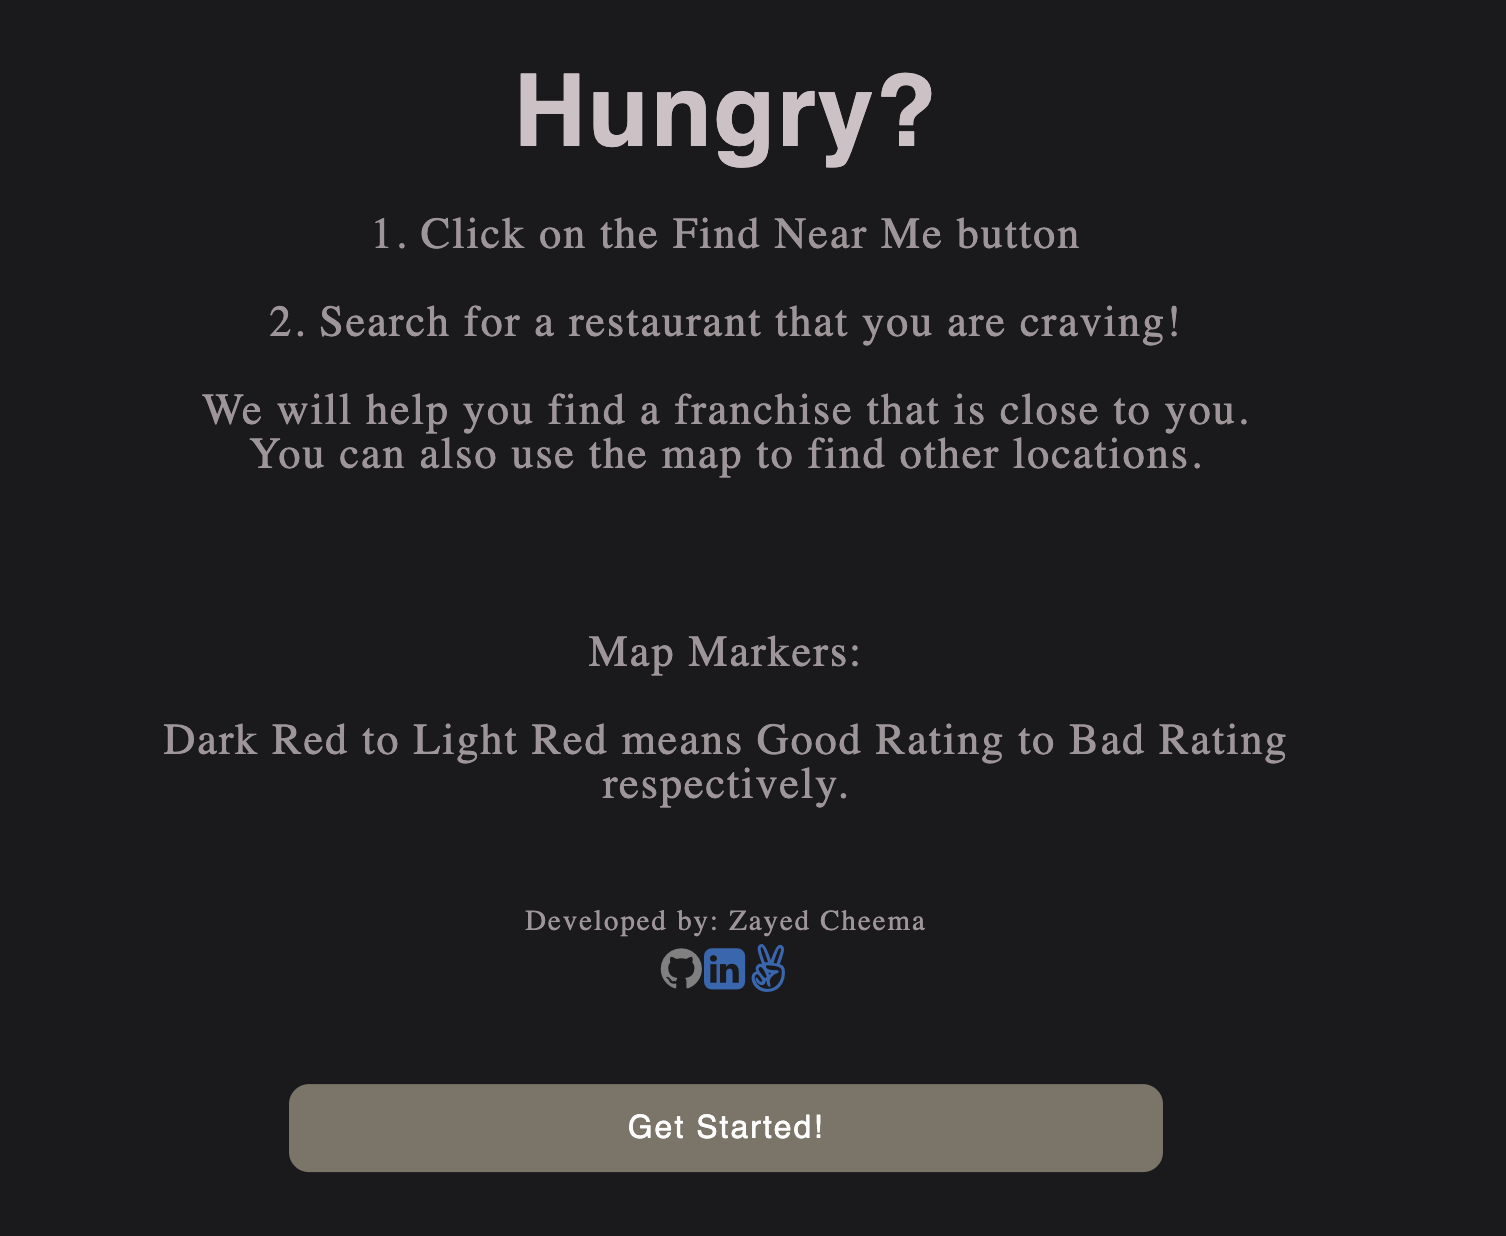 Hungry?
1. Click on the Find Near Me button
2. Search for a restaurant that you are craving!
We will help you find a franchise that is close to you.
You can also use the map to find other locations.
Map Markers:
Dark Red to Light Red means Good Rating to Bad Rating
respectively.
Developed by: Zayed Cheema
in
Get Started!